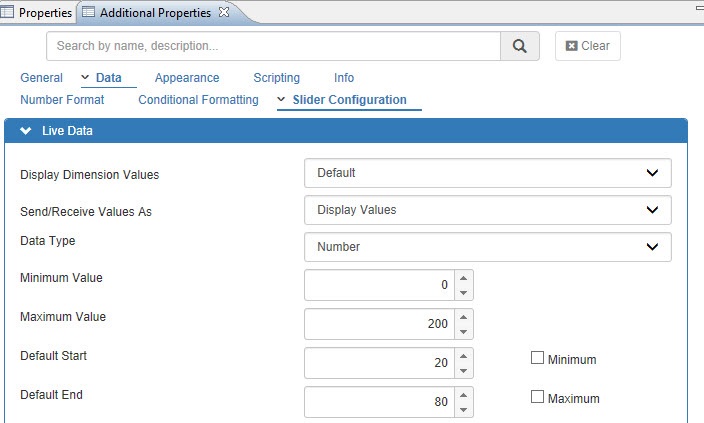 Properties Additional Properties
Search by name, description... Clear
General Data Appearance Scripting Info
Number Format Conditional Formatting Slider Configuration
Live Data
Display Dimension Values Default
Send/Receive Values As Display Values
Data Type Number
Minimum Value 0
Maximum Value 200
Default Start 20 Minimum
Default End 80 Maximum